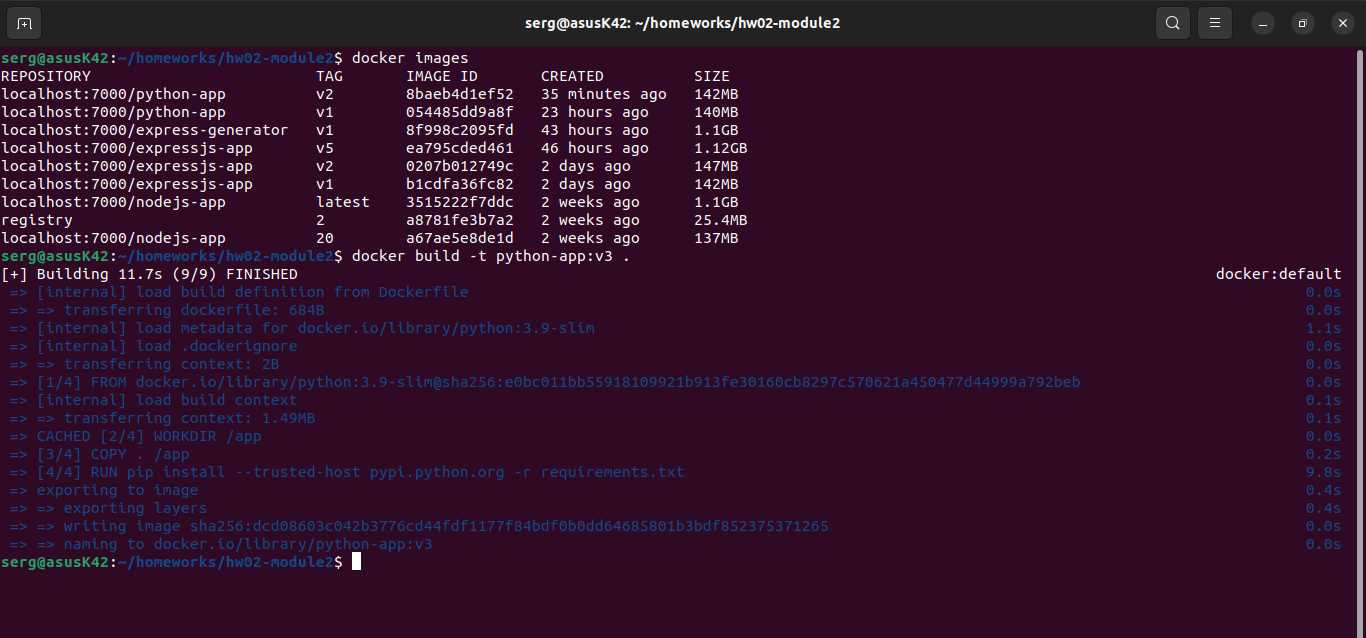 serg@asusK42: ~/homeworks/hw02-module2
serg@asusK42:~/homeworks/hw02-module2$ docker images
REPOSITORY TAG IMAGE ID CREATED SIZE
localhost:7000/python-app v2 8baeb4d1ef52 35 minutes ago 142MB
localhost:7000/python-app v1 054485dd9a8f 23 hours ago 140MB
localhost:7000/express-generator v1 8f998c2095fd 43 hours ago 1.1GB
localhost:7000/expressjs-app v5 ea795cded461 46 hours ago 1.12GB
localhost:7000/expressjs-app v2 0207b012749c 2 days ago 147MB
localhost:7000/expressjs-app v1 b1cdfa36fc82 2 days ago 142MB
localhost:7000/nodejs-app latest 3515222f7ddc 2 weeks ago 1.1GB
registry 2 a8781fe3b7a2 2 weeks ago 25.4MB
localhost:7000/nodejs-app 20 a67ae5e8de1d 2 weeks ago 137MB
serg@asusK42:~/homeworks/hw02-module2$ docker build -t python-app:v3 .
[+] Building 11.7s (9/9) FINISHED docker:default
=> [internal] load build definition from Dockerfile 0.0s
=> => transferring dockerfile: 684B 0.0s
=> [internal] load metadata for docker.io/library/python:3.9-slim 1.1s
=> [internal] load .dockerignore 0.0s
=> => transferring context: 2B 0.0s
=> [1/4] FROM docker.io/library/python:3.9-slim@sha256:e0bc011bb55918109921b913fe30160cb8297c570621a450477d44999a792beb 0.0s
=> [internal] load build context 0.1s
=> => transferring context: 1.49MB 0.1s
=> CACHED [2/4] WORKDIR /app 0.0s
=> [3/4] COPY . /app 0.2s
=> [4/4] RUN pip install --trusted-host pypi.python.org -r requirements.txt 9.8s
=> exporting to image 0.4s
=> => exporting layers 0.4s
=> => writing image sha256:dcd08603c042b3776cd44fdf1177f84bdf0b0dd64685801b3bdf852375371265 0.0s
=> => naming to docker.io/library/python-app:v3 0.0s
serg@asusK42:~/homeworks/hw02-module2$